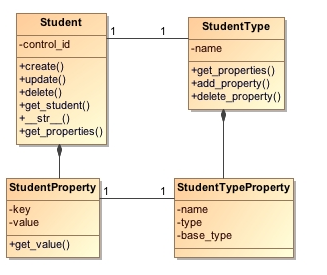 Student
-control_id
+create()
+update()
+delete()
+get_student()
+__str__()
+get_properties()
1 1
StudentType
-name
+get_properties()
+add_property()
+delete_property()
StudentProperty
-key
-value
+get_value()
1 1
StudentTypeProperty
-name
-type
-base_type